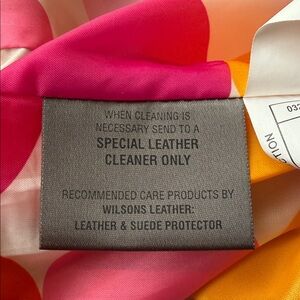 WHEN CLEANING IS
NECESSARY SEND TO A
SPECIAL LEATHER
CLEANER ONLY
RECOMMENDED CARE PRODUCTS BY
WILSONS LEATHER:
LEATHER & SUEDE PROTECTOR